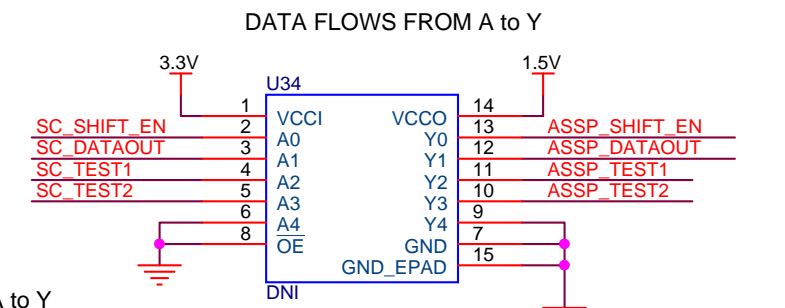 DATA FLOWS FROM A to Y
3.3V 1.5V
U34
1 VCCI VCCO 14
SC_SHIFT_EN 2 A0 Y0 13 ASSP_SHIFT_EN
SC_DATAOUT 3 A1 Y1 12 ASSP_DATAOUT
SC_TEST1 4 A2 Y2 11 ASSP_TEST1
SC_TEST2 5 A3 Y3 10 ASSP_TEST2
6 A4 Y4 9
8 OE GND 7
GND_EPAD 15
DNI
A to Y